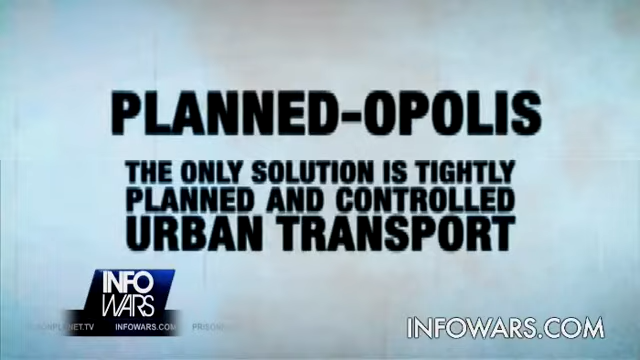 PLANNED-OPOLIS
THE ONLY SOLUTION IS TIGHTLY
PLANNED AND CONTROLLED
URBAN TRANSPORT
INFO
WARS
INFOWARS.COM
INFOWARS.COM